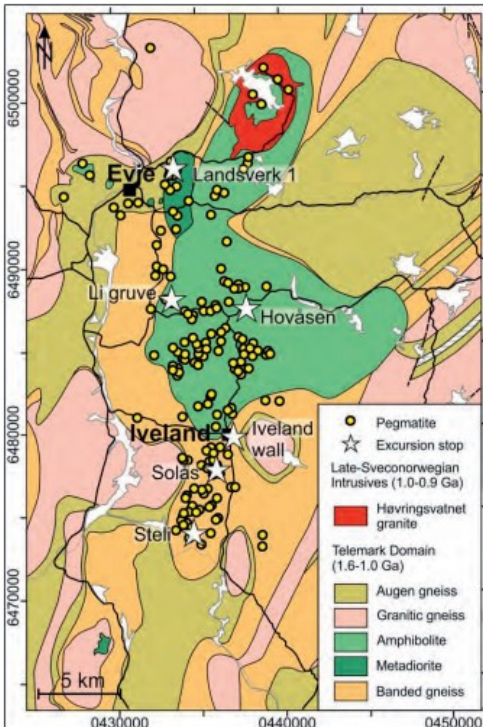 N
6500000
Evje
Landsverk 1
6490000
Li gruve
Hovasen
6480000
Iveland
Iveland
wall
Solås
Steli
6470000
5 km
0430000
0440000
0450000
Pegmatite
Excursion stop
Late-Sveconorwegian
Intrusives (1.0-0.9 Ga)
Høvringsvatnet
granite
Telemark Domain
(1.6-1.0 Ga)
Augen gneiss
Granitic gneiss
Amphibolite
Metadiorite
Banded gneiss